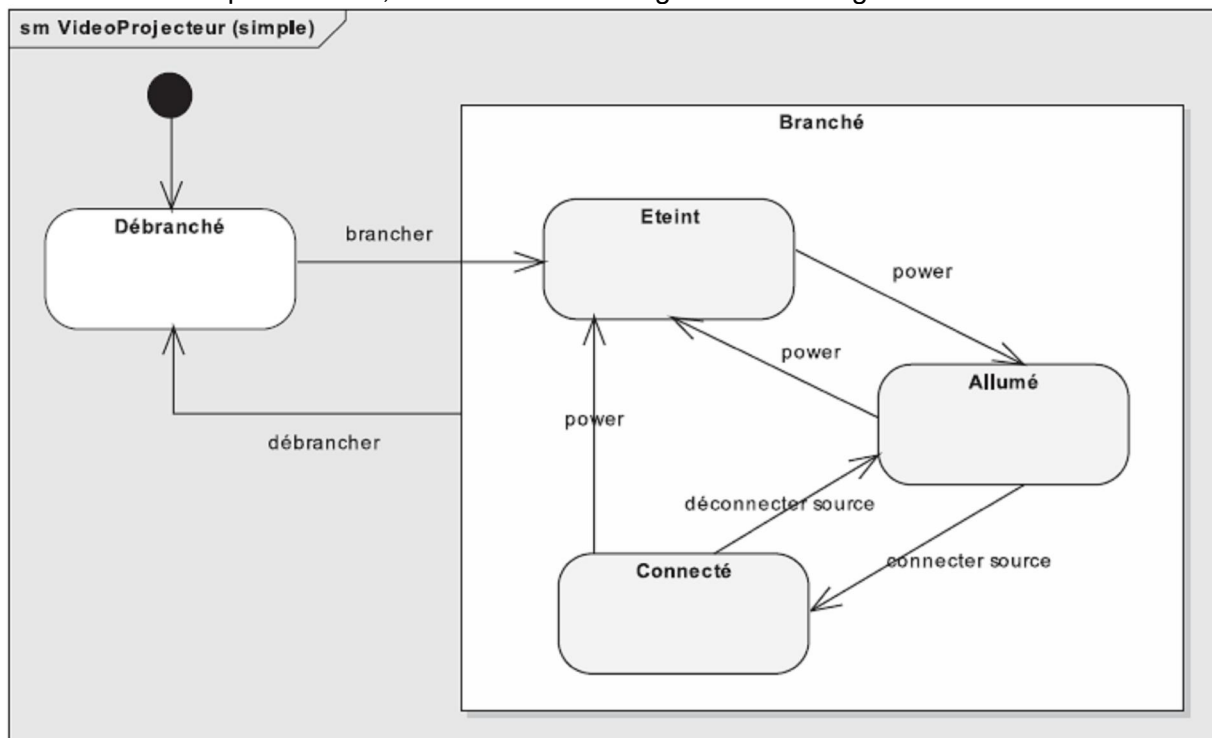 sm VideoProjecteur (simple)
Branché
Débranché
brancher
Eteint
power
power
Allumé
power
débrancher
déconnecter source
connecter source
Connecté